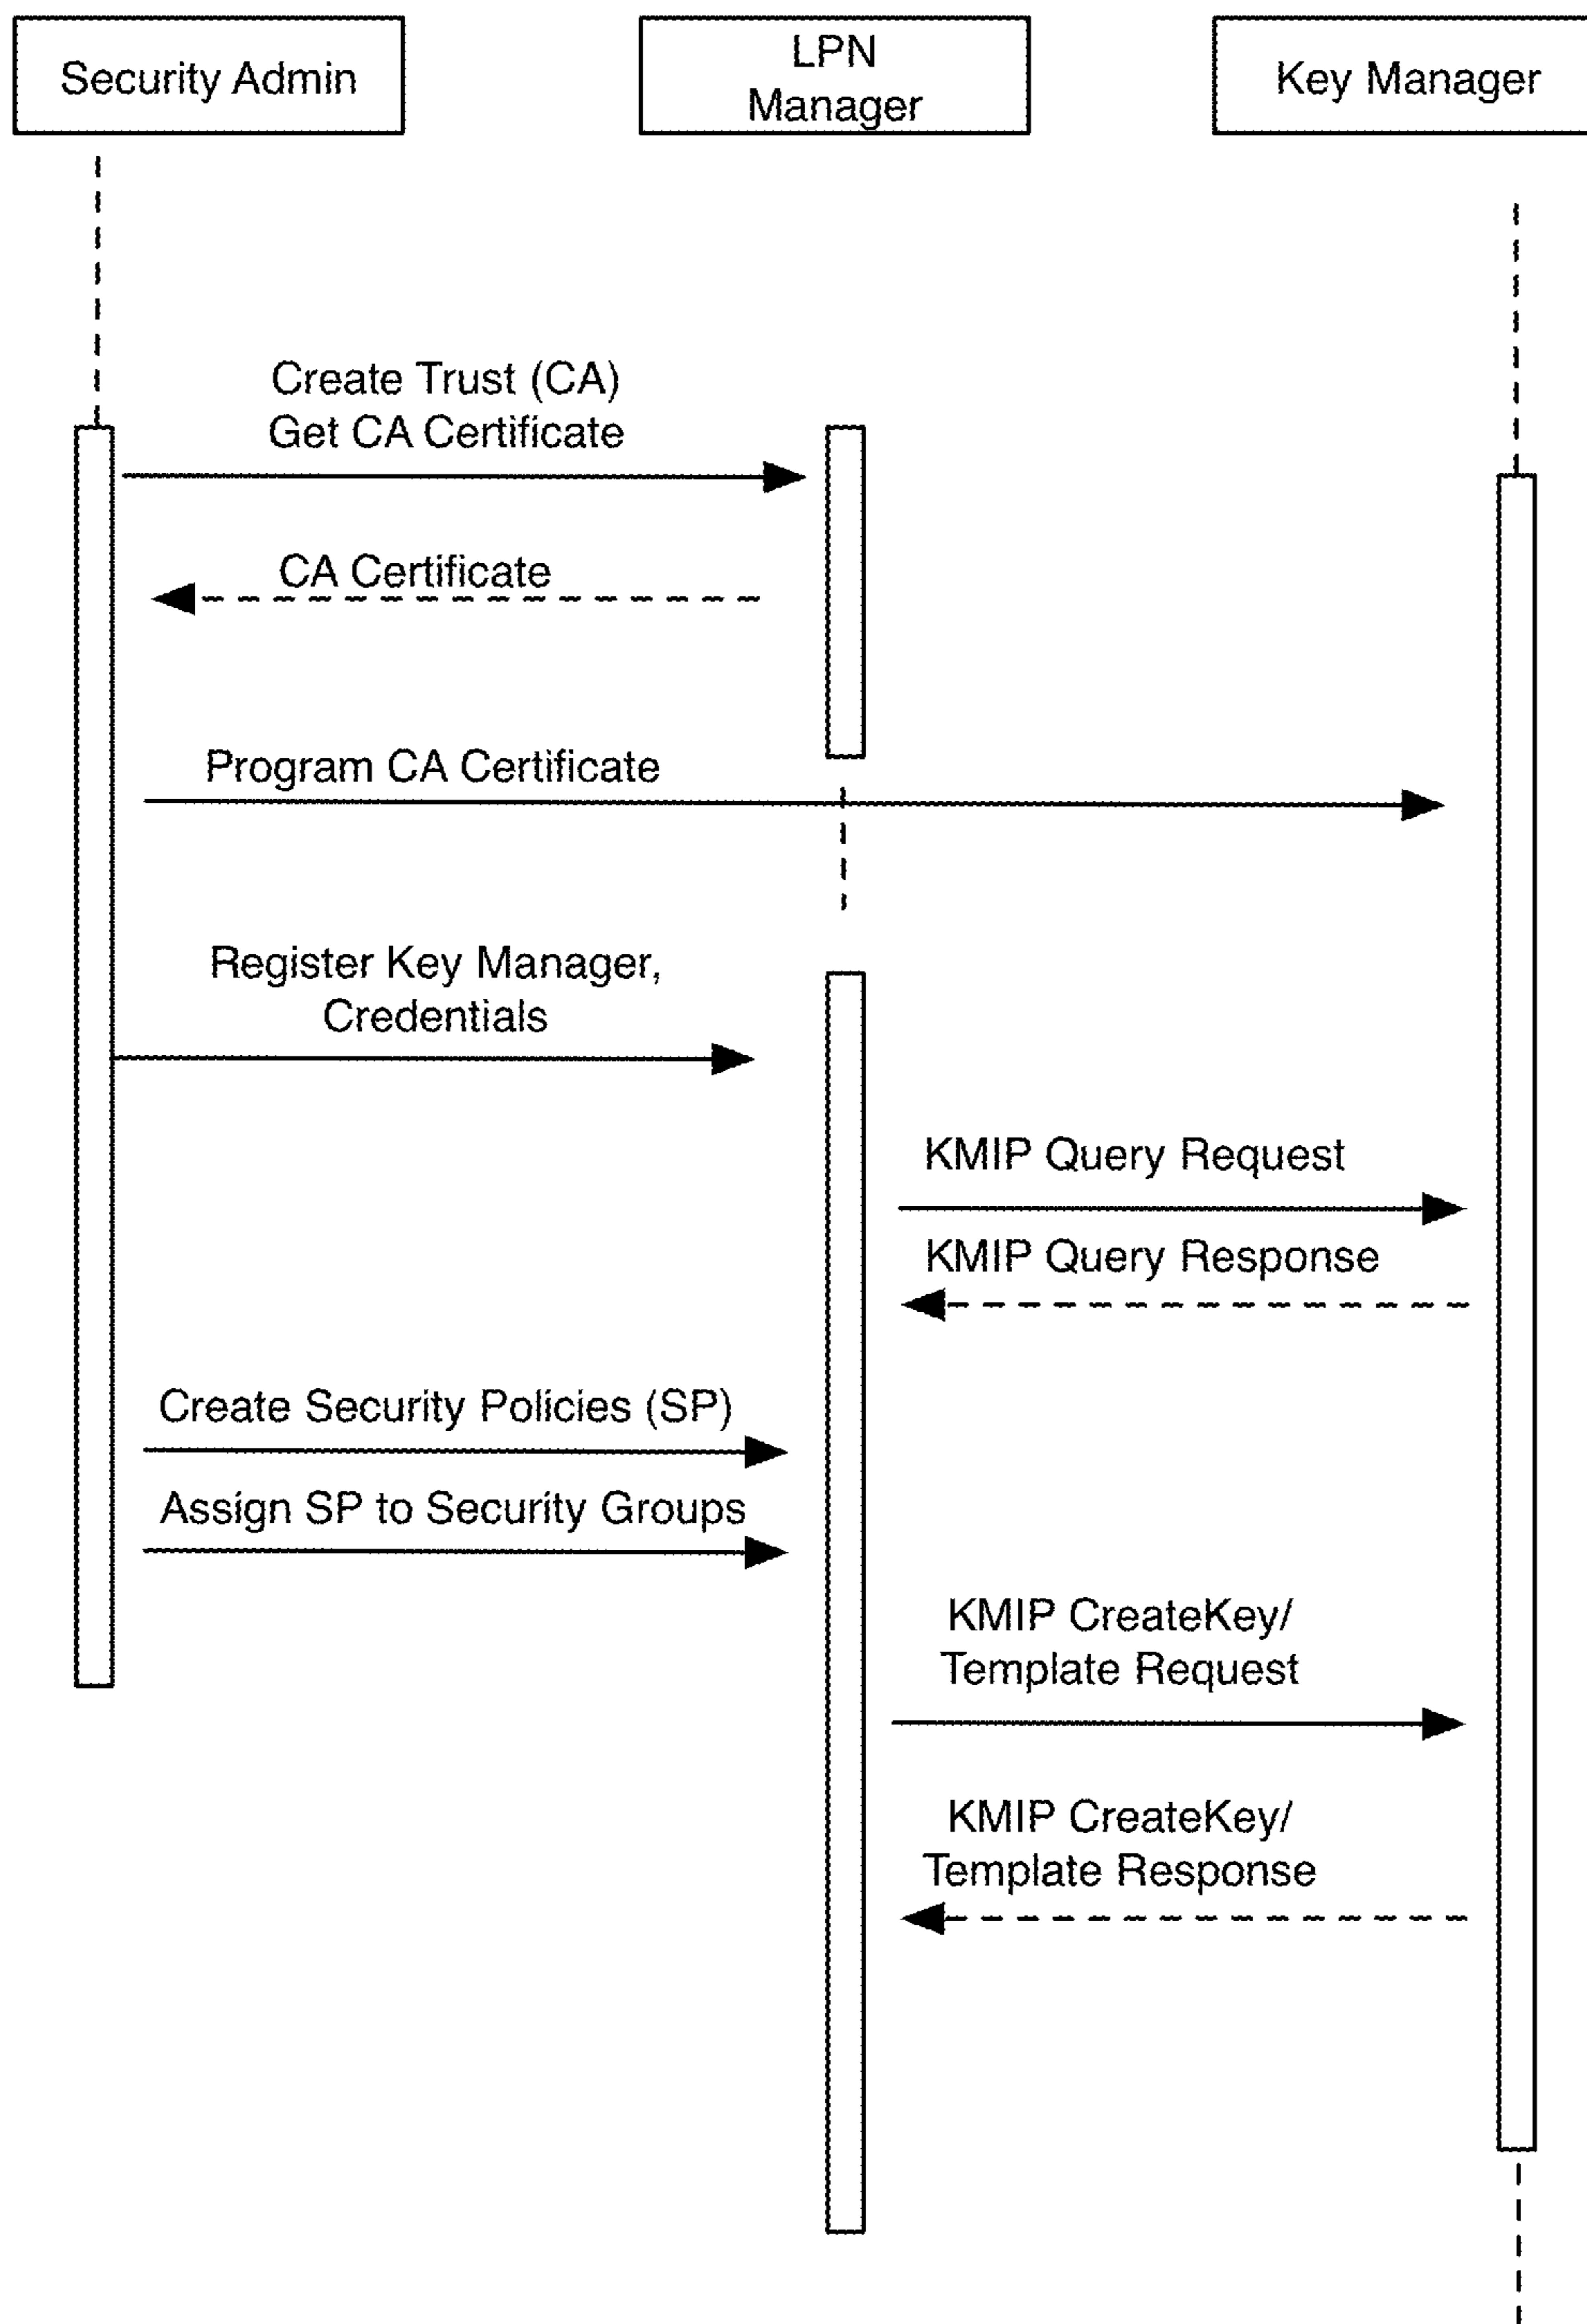 Security Admin
LPN
Manager
Key Manager
Create Trust (CA)
Get CA Certificate
CA Certificate
Program CA Certificate
Register Key Manager,
Credentials
KMIP Query Request
KMIP Query Response
Create Security Policies (SP)
Assign SP to Security Groups
KMIP CreateKey/
Template Request
KMIP CreateKey/
Template Response